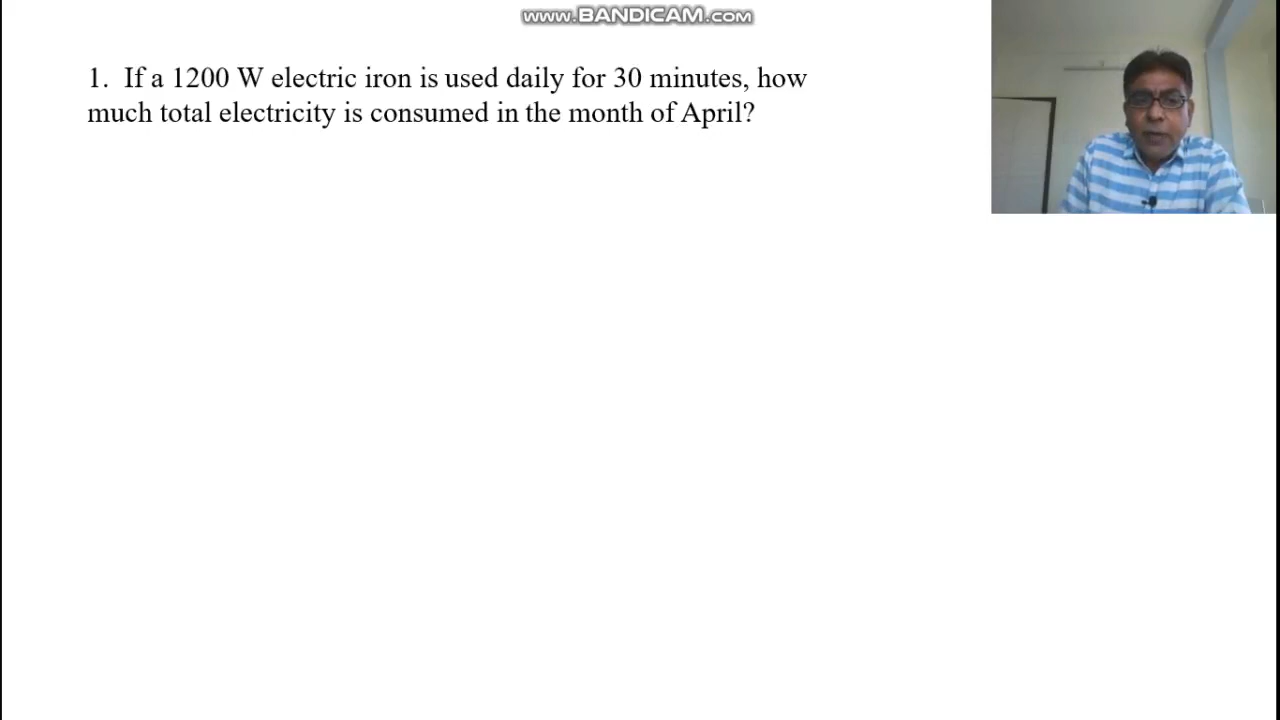 www.BANDICAM.com
1. If a 1200 W electric iron is used daily for 30 minutes, how
much total electricity is consumed in the month of April?